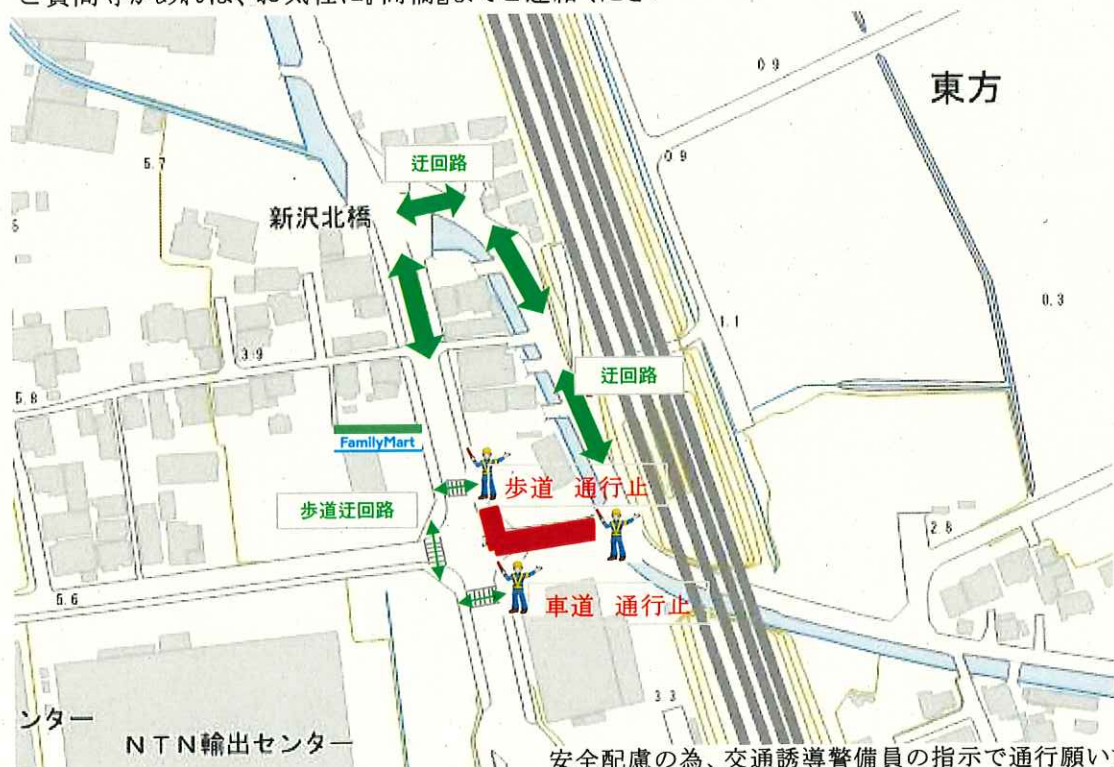 東方
0 9
5.7
迂回路
0 9
新沢北橋
0.3
1.1
3.9
5.8
迂回路
FamilyMart
歩道 通行止
歩道迂回路
2.8
5.6
車道 通行止
3 3
ンター
NTN輸出センター
安全配慮の為、交通誘導警備員の指示で通行願い